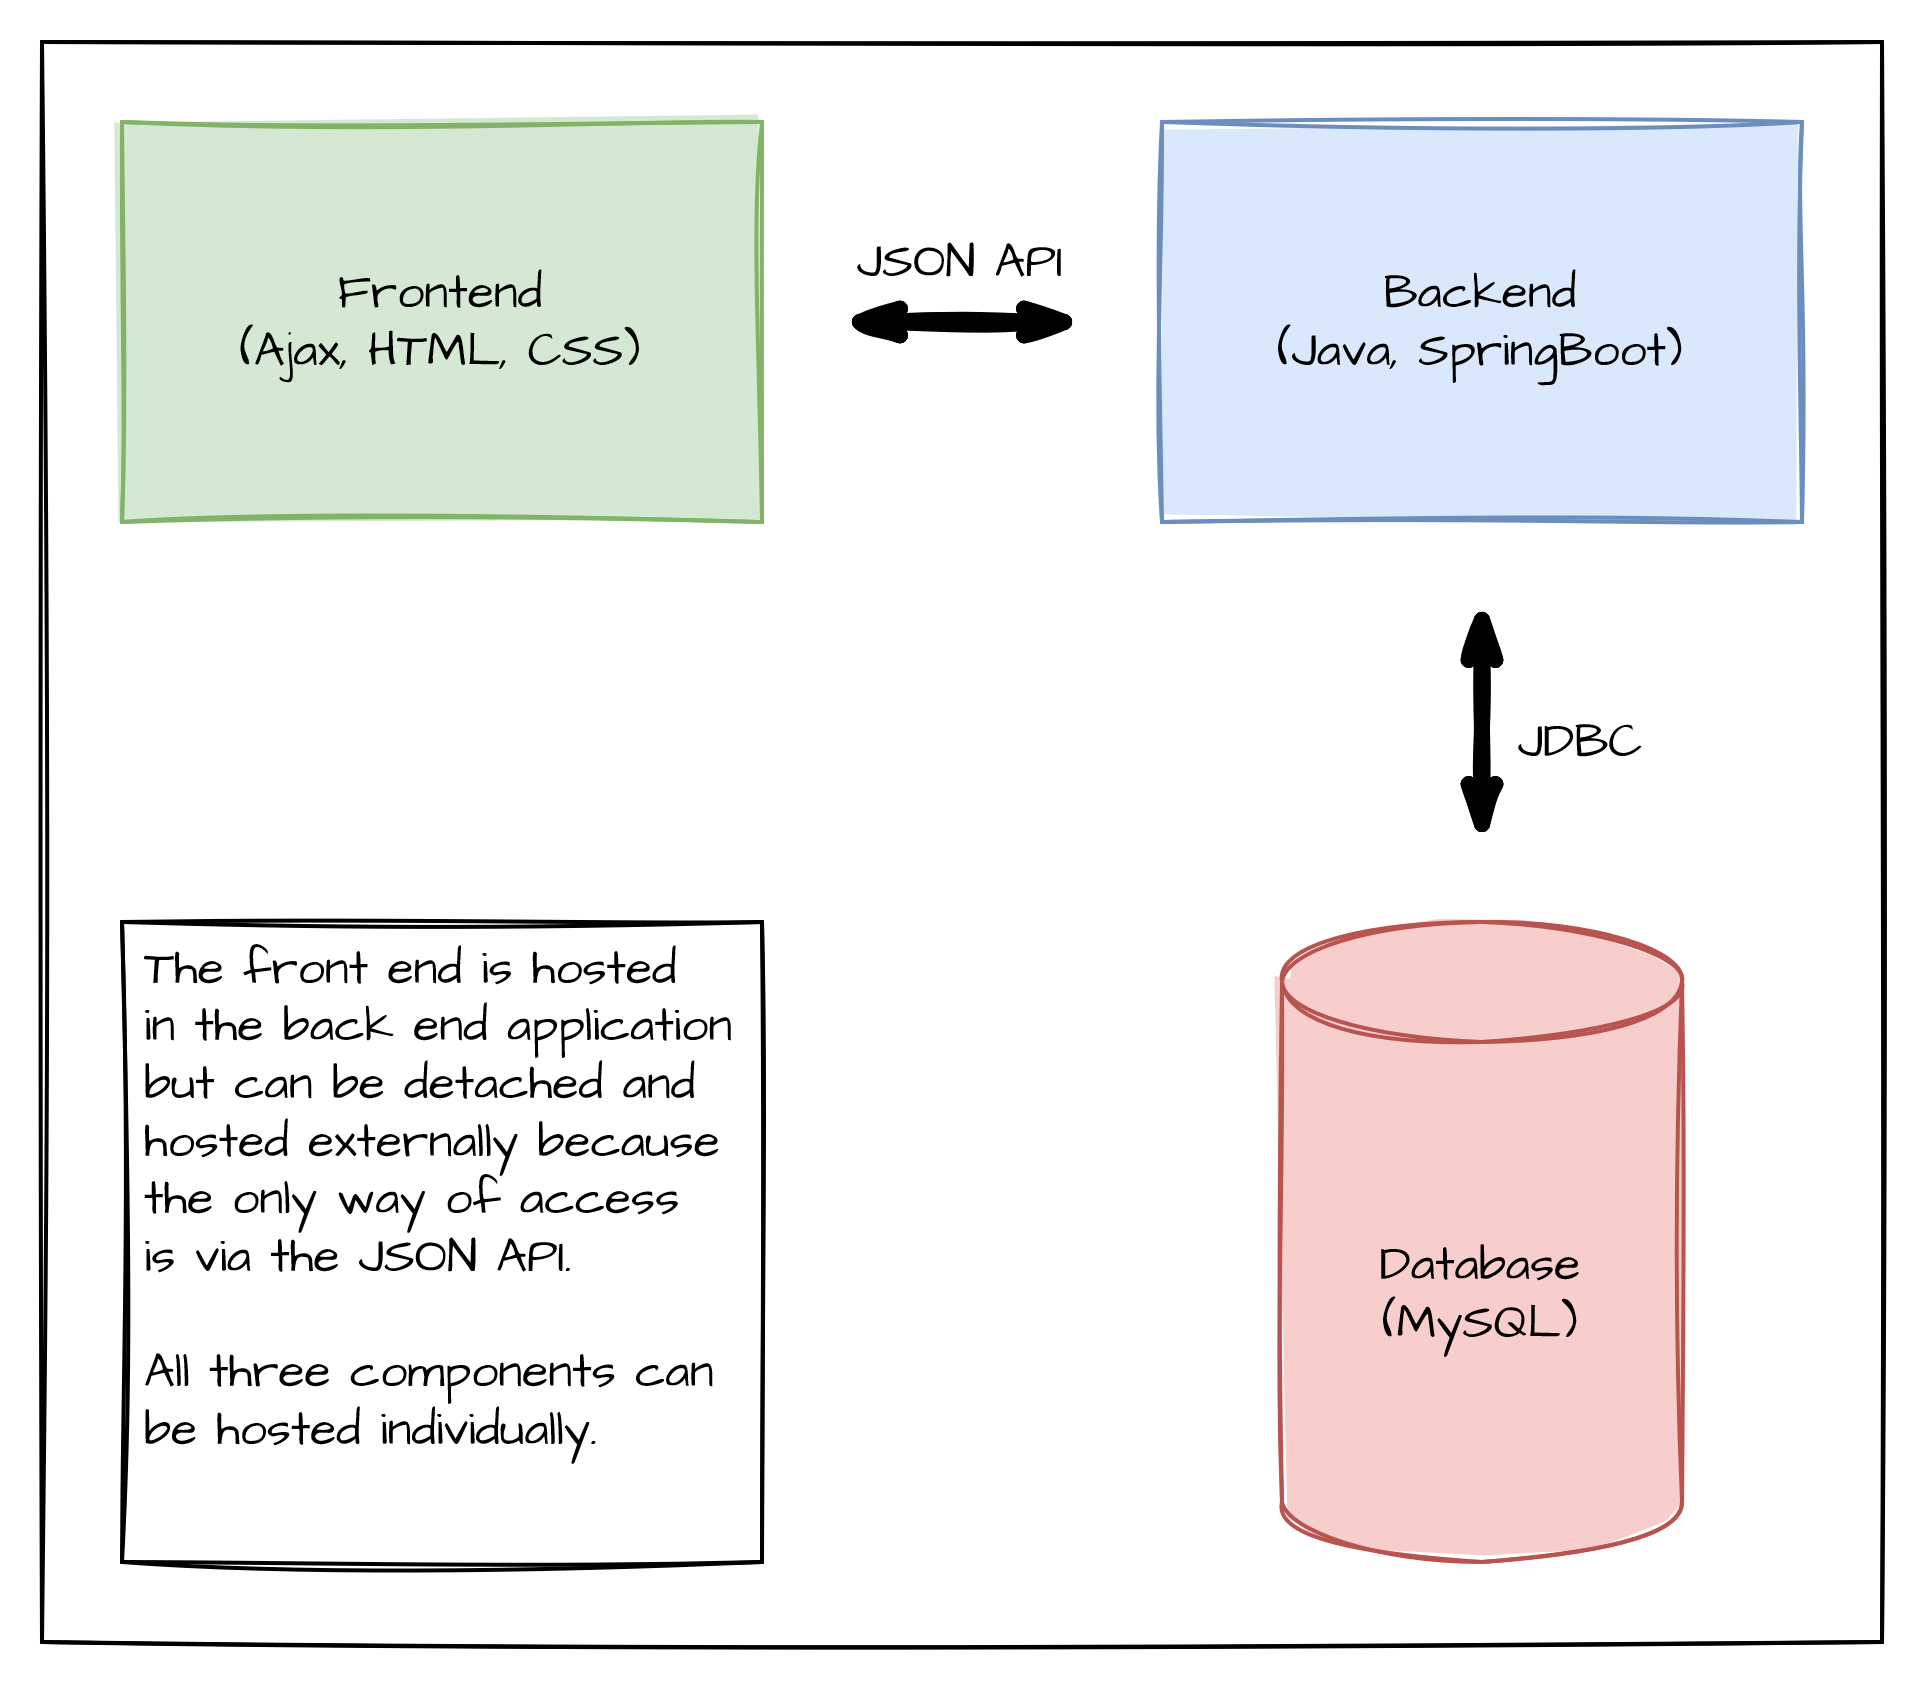 Frontend
(Ajax, HTML, CSS)
JSON API
Backend
(Java, SpringBoot)
JDBC
The front end is hosted
in the back end application
but can be detached and
hosted externally because
the only way of access
is via the JSON API.
All three components can
be hosted individually.
Database
(MySQL)